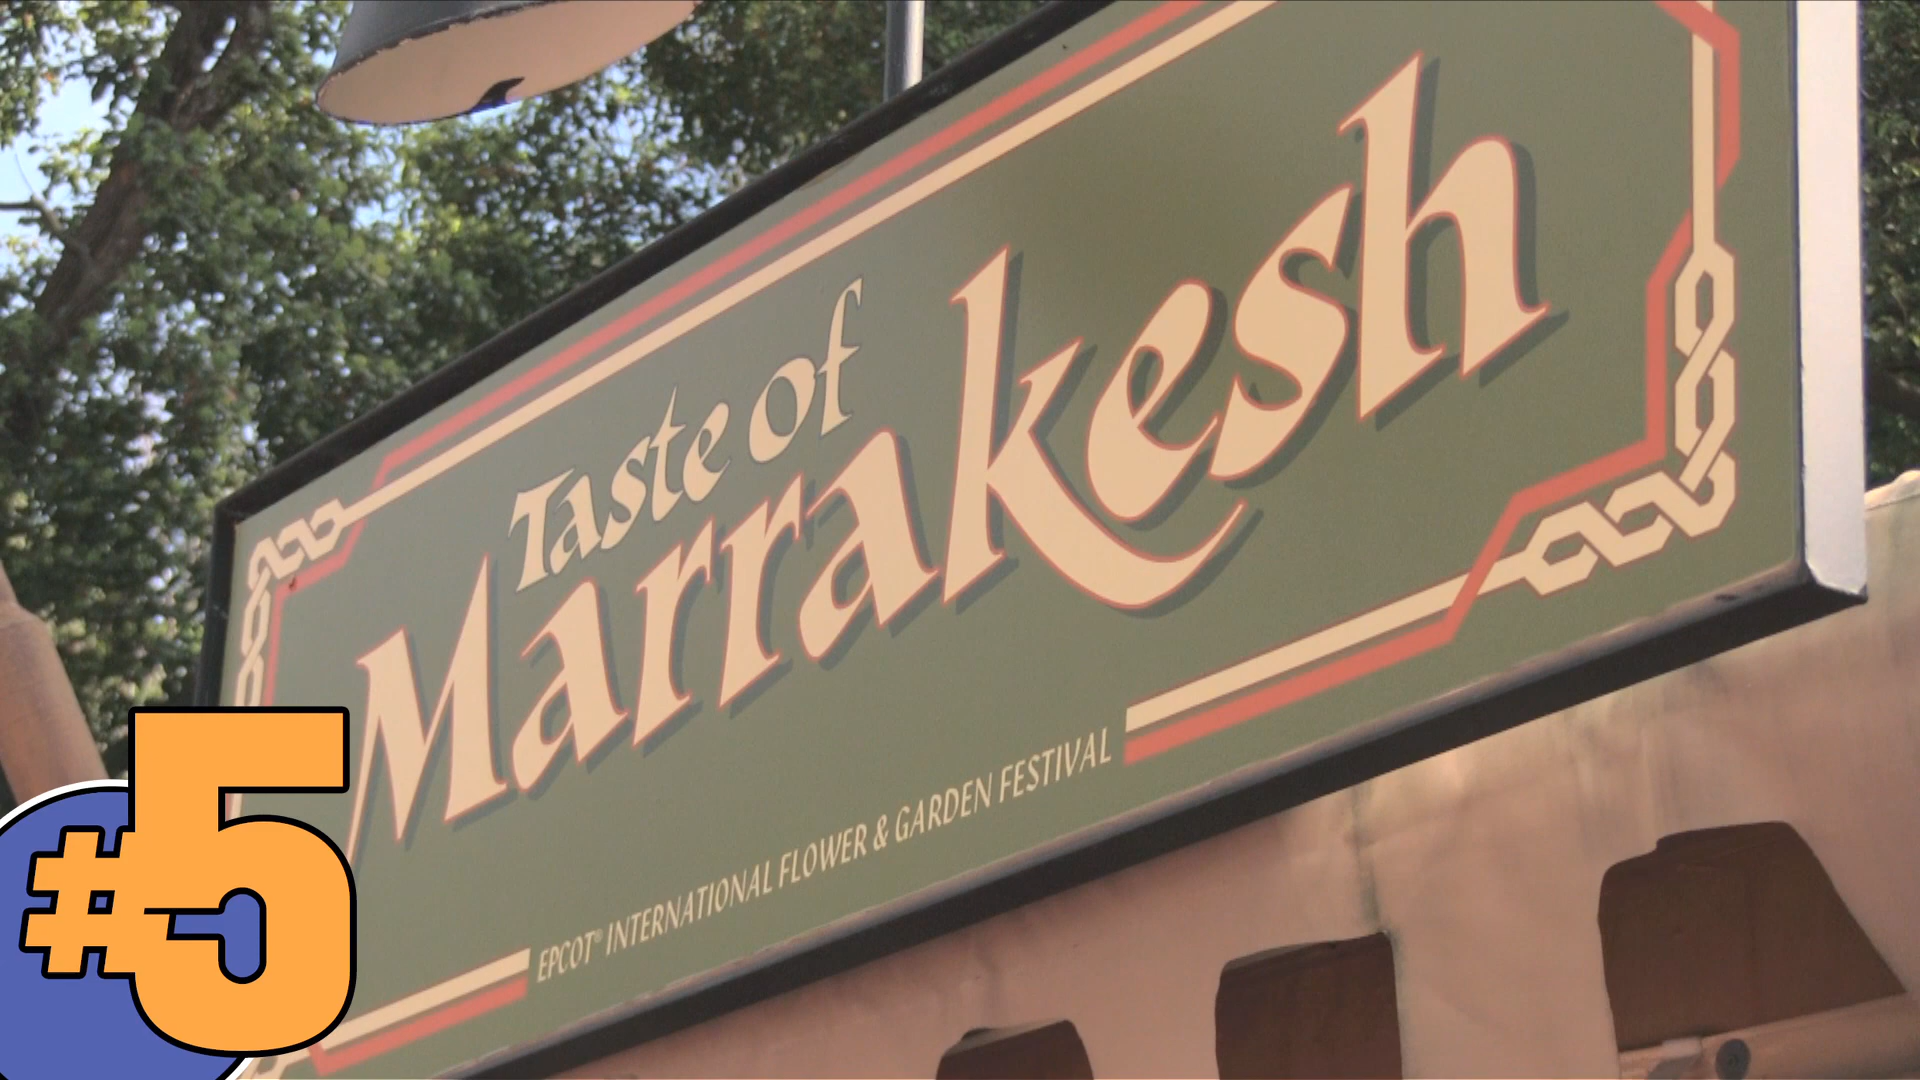 Taste of
Marrakesh
EPCOT® INTERNATIONAL FLOWER & GARDEN FESTIVAL
#5